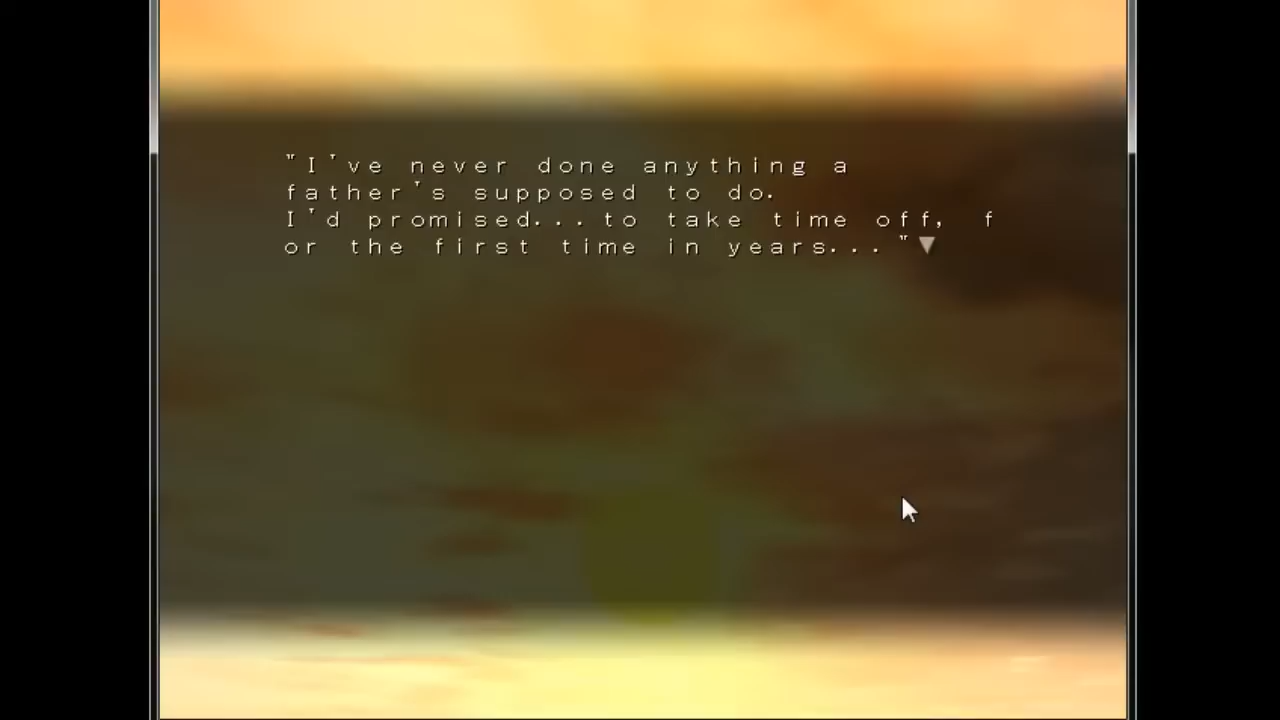 "I've never done anything a
father's supposed to do.
I'd promised... to take time off, f
or the first time in years..."▼